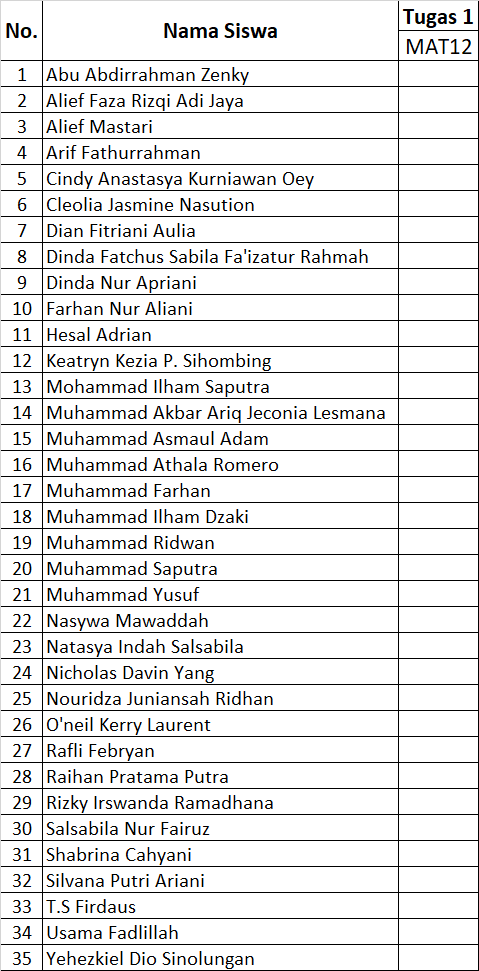 No. Nama Siswa Tugas 1
MAT12
1 Abu Abdirrahman Zenky
2 Alief Faza Rizqi Adi Jaya
3 Alief Mastari
4 Arif Fathurrahman
5 Cindy Anastasya Kurniawan Oey
6 Cleolia Jasmine Nasution
7 Dian Fitriani Aulia
8 Dinda Fatchus Sabila Fa'izatur Rahmah
9 Dinda Nur Apriani
10 Farhan Nur Aliani
11 Hesal Adrian
12 Keatryn Kezia P. Sihombing
13 Mohammad Ilham Saputra
14 Muhammad Akbar Ariq Jeconia Lesmana
15 Muhammad Asmaul Adam
16 Muhammad Athala Romero
17 Muhammad Farhan
18 Muhammad Ilham Dzaki
19 Muhammad Ridwan
20 Muhammad Saputra
21 Muhammad Yusuf
22 Nasywa Mawaddah
23 Natasya Indah Salsabila
24 Nicholas Davin Yang
25 Nouridza Juniansah Ridhan
26 O'neil Kerry Laurent
27 Rafli Febryan
28 Raihan Pratama Putra
29 Rizky Irswanda Ramadhana
30 Salsabila Nur Fairuz
31 Shabrina Cahyani
32 Silvana Putri Ariani
33 T.S Firdaus
34 Usama Fadlillah
35 Yehezkiel Dio Sinolungan